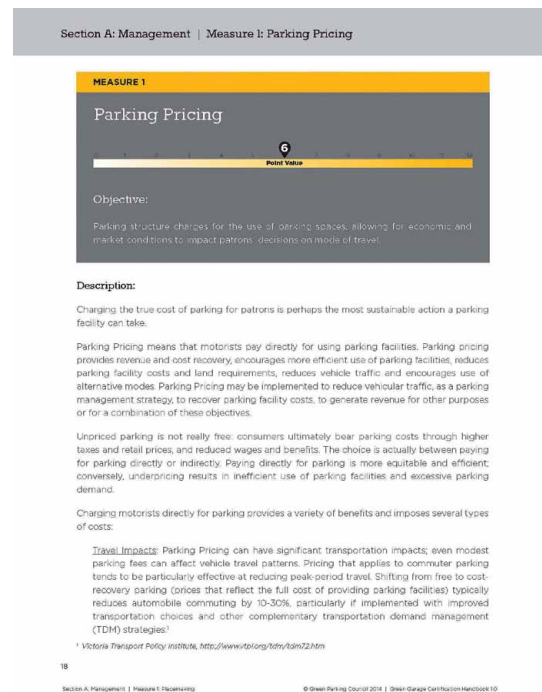 Section A: Management | Measure 1: Parking Pricing
MEASURE 1
Parking Pricing
6
Point Value
Objective:
Parking structure charges for the use of parking spaces, allowing for economic and
market conditions to impact patrons' decisions on mode of travel.
Description:
Charging the true cost of parking for patrons is perhaps the most sustainable action a parking
facility can take.
Parking Pricing means that motorists pay directly for using parking facilities. Parking pricing
provides revenue and cost recovery, encourages more efficient use of parking facilities, reduces
parking facility costs and land requirements, reduces vehicle traffic and encourages use of
alternative modes. Parking Pricing may be implemented to reduce vehicular traffic, as a parking
management strategy, to recover parking facility costs, to generate revenue for other purposes
or for a combination of these objectives.
Unpriced parking is not really free: consumers ultimately bear parking costs through higher
taxes and retail prices, and reduced wages and benefits. The choice is actually between paying
for parking directly or indirectly. Paying directly for parking is more equitable and efficient;
conversely, underpricing results in inefficient use of parking facilities and excessive parking
demand.
Charging motorists directly for parking provides a variety of benefits and imposes several types
of costs:
Travel Impacts: Parking Pricing can have significant transportation impacts; even modest
parking fees can affect vehicle travel patterns. Pricing that applies to commuter parking
tends to be particularly effective at reducing peak-period travel. Shifting from free to cost-
recovery parking (prices that reflect the full cost of providing parking facilities) typically
reduces automobile commuting by 10-30%, particularly if implemented with improved
transportation choices and other complementary transportation demand management
(TDM) strategies.¹
¹ Victoria Transport Policy Institute, http://www.vtpi.org/tdm/tdm72.htm
18
Section A: Management | Measure 1: Placemaking
© Green Parking Council 2014 | Green Garage Certification Handbook 1.0